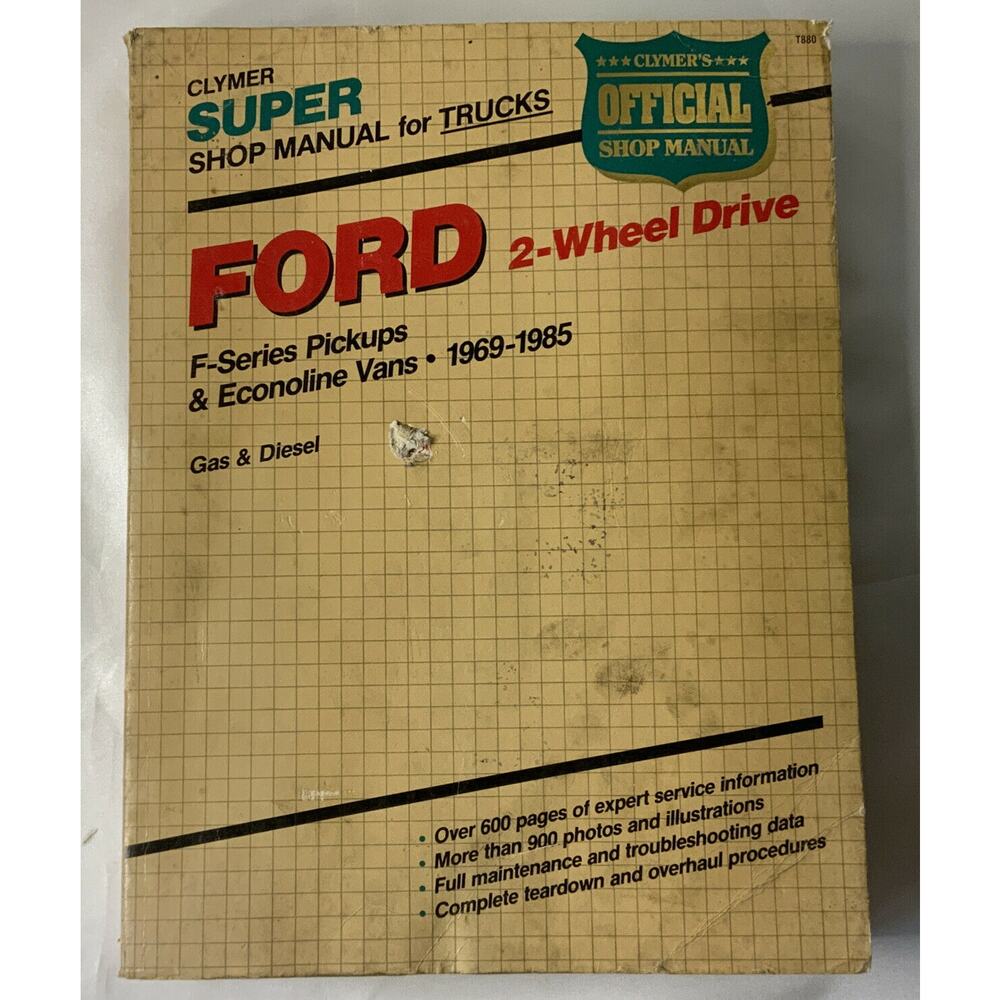 T880
CLYMER
SUPER
SHOP MANUAL for TRUCKS
★★★ CLYMER'S ★★★
OFFICIAL
SHOP MANUAL
FORD 2-Wheel Drive
F-Series Pickups
& Econoline Vans • 1969-1985
Gas & Diesel
• Over 600 pages of expert service information
• More than 900 photos and illustrations
• Full maintenance and troubleshooting data
• Complete teardown and overhaul procedures